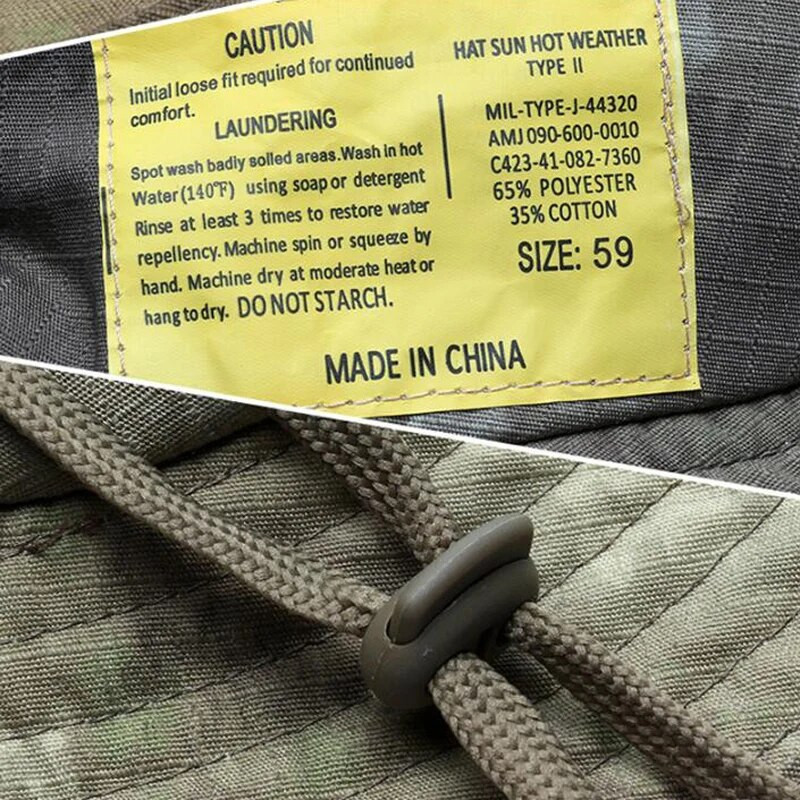 CAUTION
Initial loose fit required for continued
comfort.
LAUNDERING
Spot wash badly soiled areas.Wash in hot
Water(140°F) using soap or detergent
Rinse at least 3 times to restore water
repellency. Machine spin or squeeze by
hand. Machine dry at moderate heat or
hang to dry. DO NOT STARCH.
HAT SUN HOT WEATHER
TYPE II
MIL-TYPE-J-44320
AMJ 090-600-0010
C423-41-082-7360
65% POLYESTER
35% COTTON
SIZE: 59
MADE IN CHINA